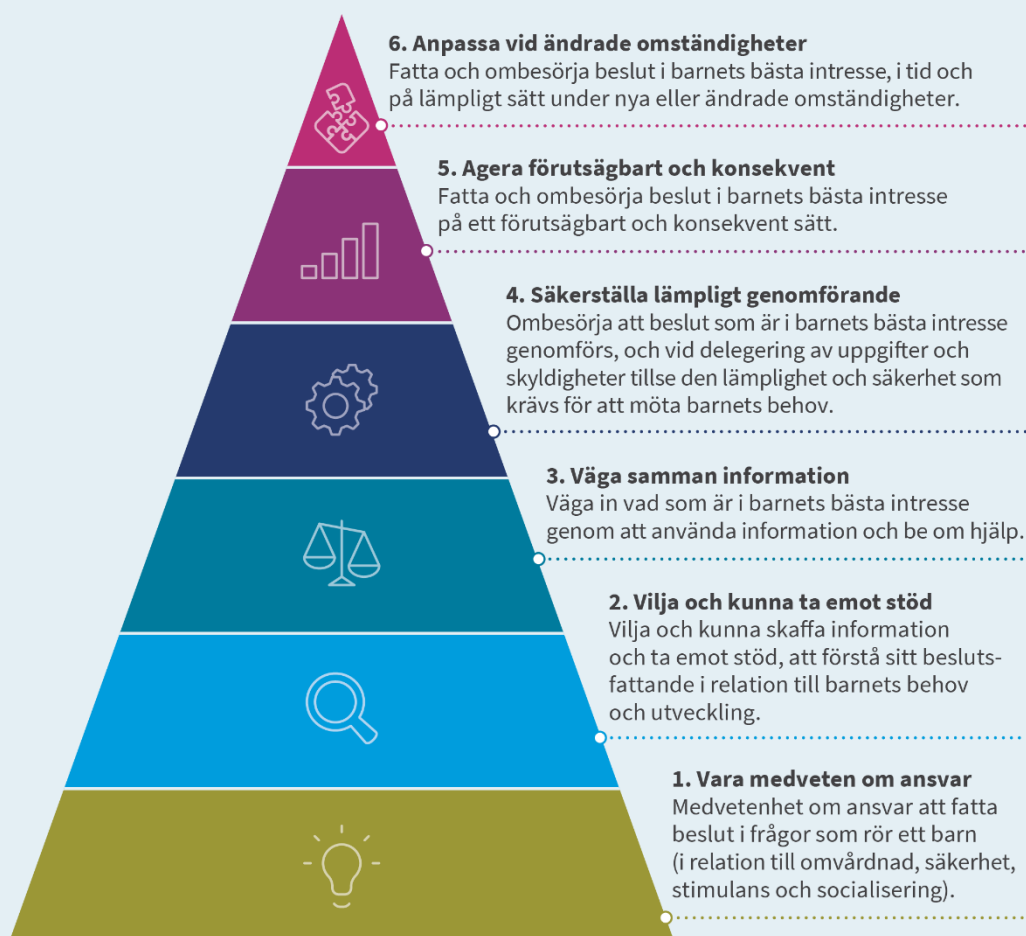 6. Anpassa vid ändrade omständigheter
Fatta och ombesörja beslut i barnets bästa intresse, i tid och
på lämpligt sätt under nya eller ändrade omständigheter.
5. Agera förutsägbart och konsekvent
Fatta och ombesörja beslut i barnets bästa intresse
på ett förutsägbart och konsekvent sätt.
4. Säkerställa lämpligt genomförande
Ombesörja att beslut som är i barnets bästa intresse
genomförs, och vid delegering av uppgifter och
skyldigheter tillse den lämplighet och säkerhet som
krävs för att möta barnets behov.
3. Väga samman information
Väga in vad som är i barnets bästa intresse
genom att använda information och be om hjälp.
2. Vilja och kunna ta emot stöd
Vilja och kunna skaffa information
och ta emot stöd, att förstå sitt besluts-
fattande i relation till barnets behov
och utveckling.
1. Vara medveten om ansvar
Medvetenhet om ansvar att fatta
beslut i frågor som rör ett barn
(i relation till omvårdnad, säkerhet,
stimulans och socialisering).